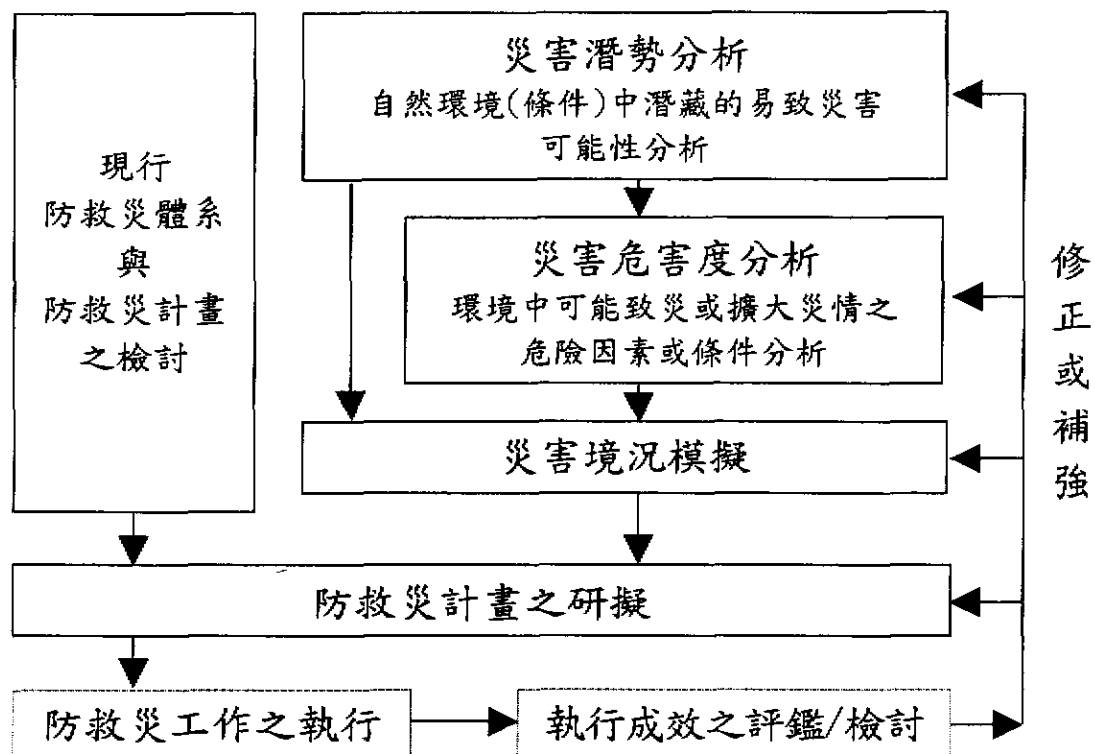 災害潛勢分析
自然環境(條件)中潛藏的易致災害
可能性分析
現行
防救災體系
與
防救災計畫
之檢討
災害危害度分析
環境中可能致災或擴大災情之
危險因素或條件分析
災害境況模擬
修正或補強
防救災計畫之研擬
防救災工作之執行
執行成效之評鑑/檢討